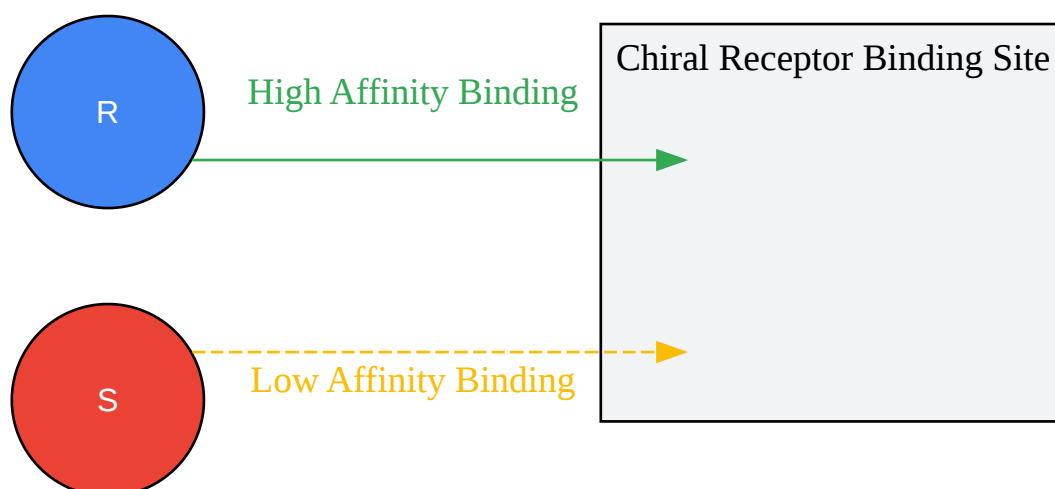 Chiral Receptor Binding Site
High Affinity Binding
R
Low Affinity Binding
S